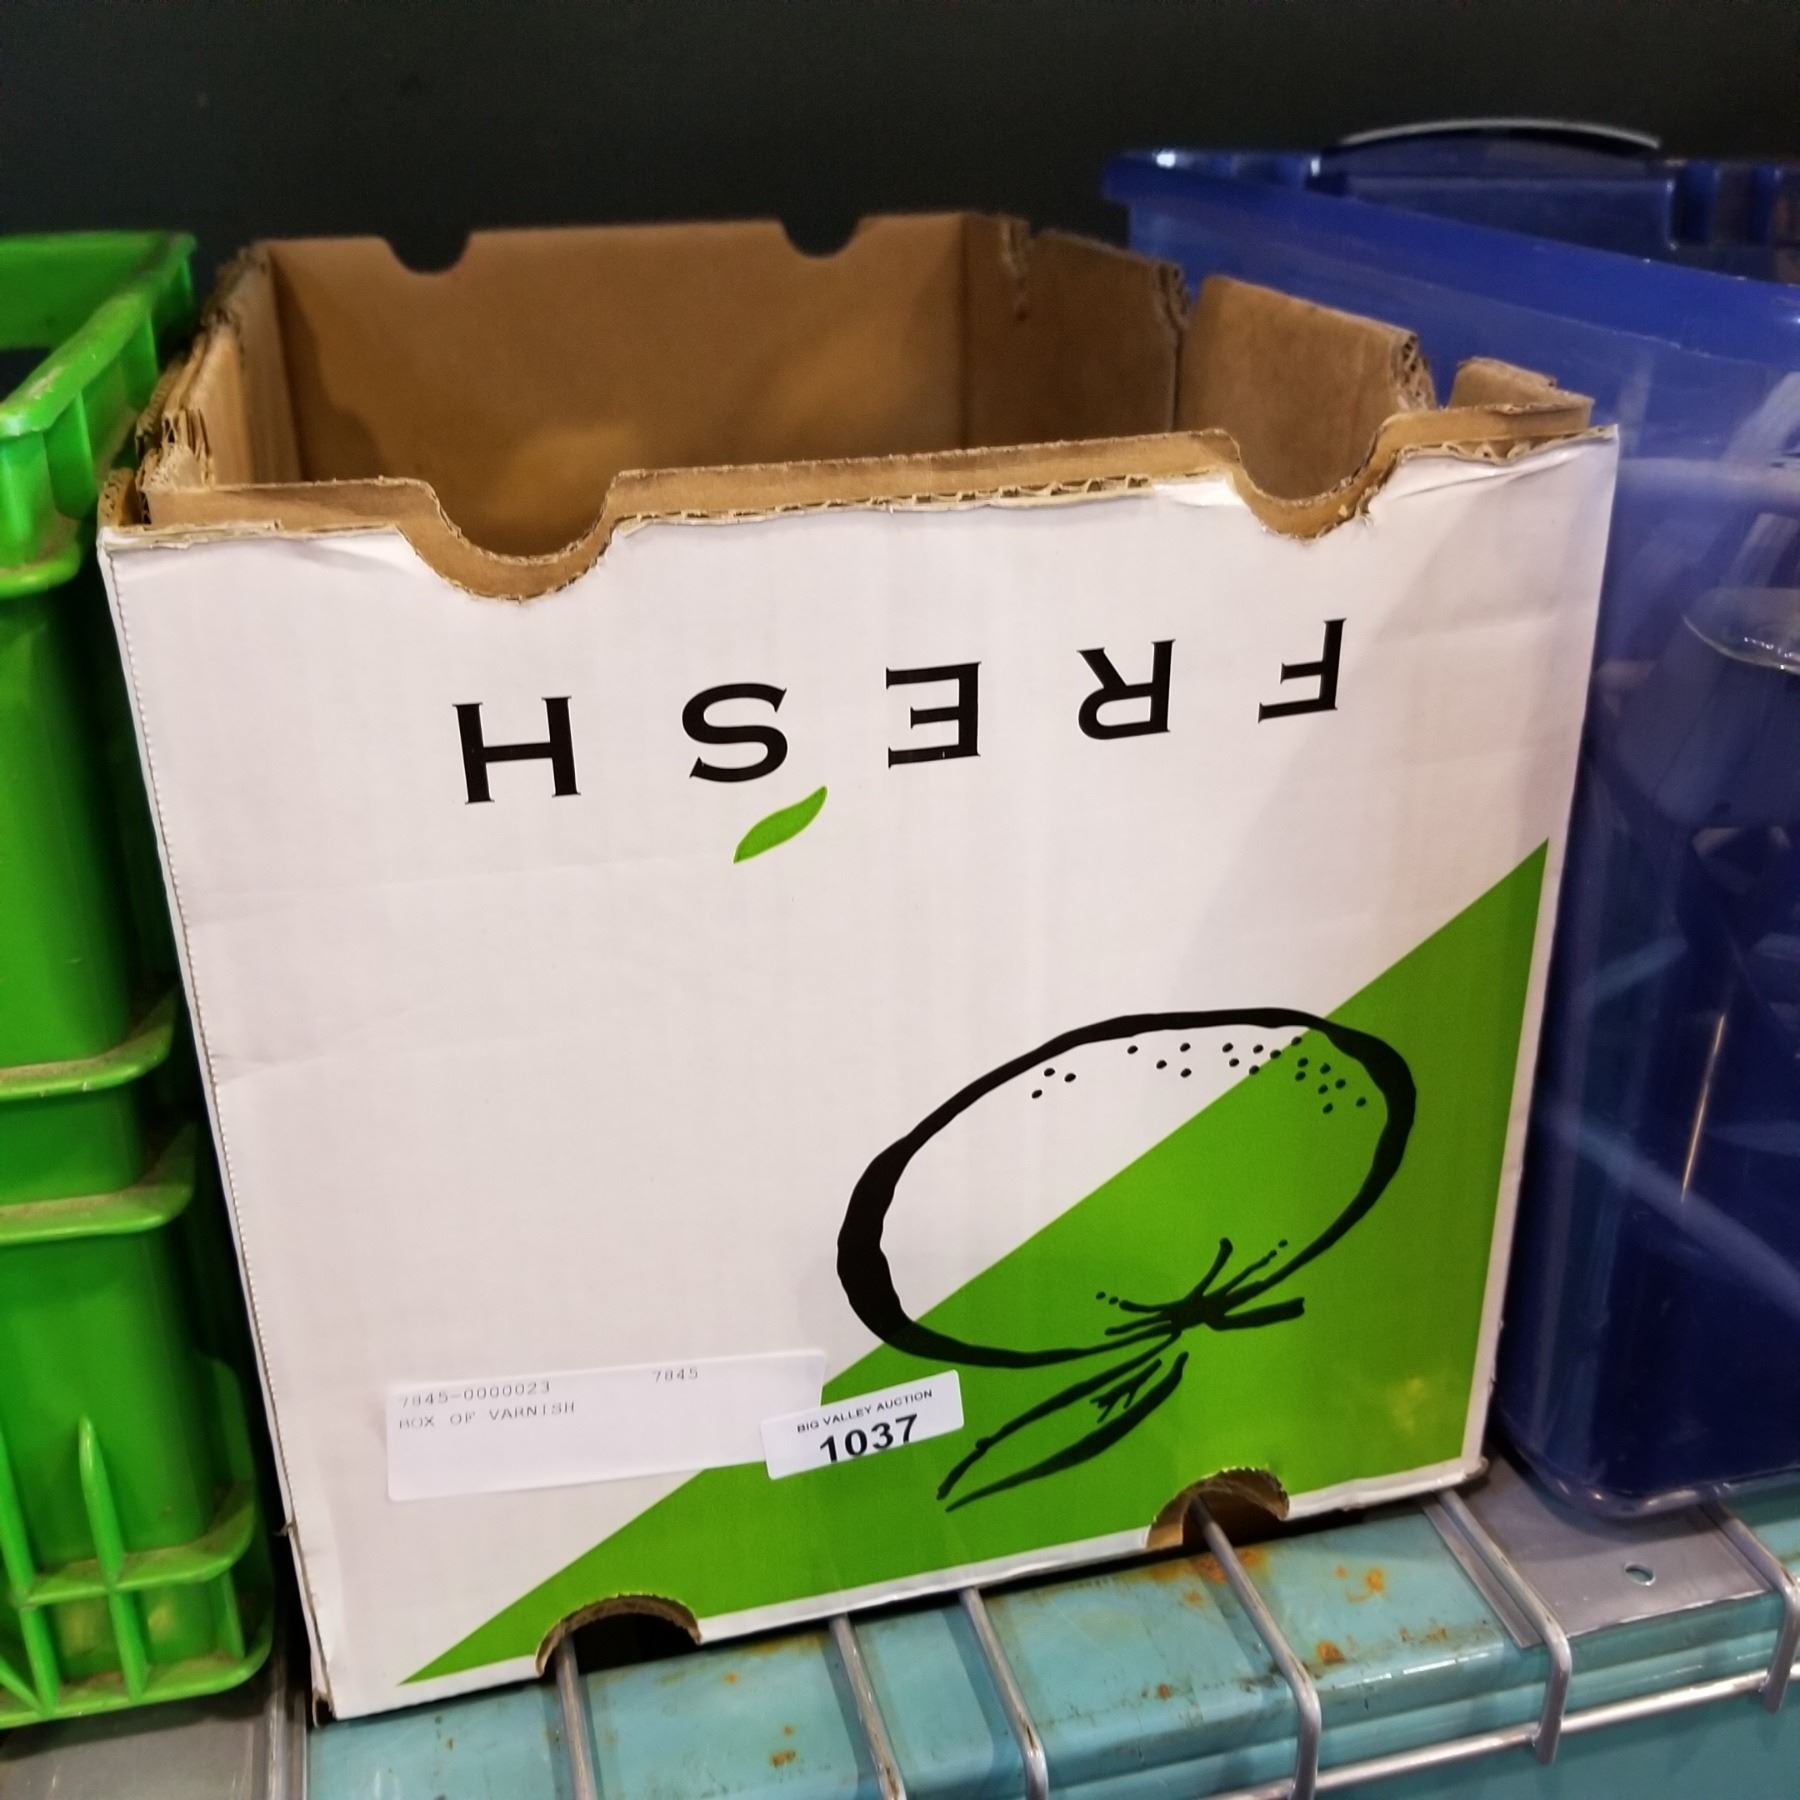 FRESH
7845-0000023 7845
BOX OF VARNISH
BIG VALLEY AUCTION
1037